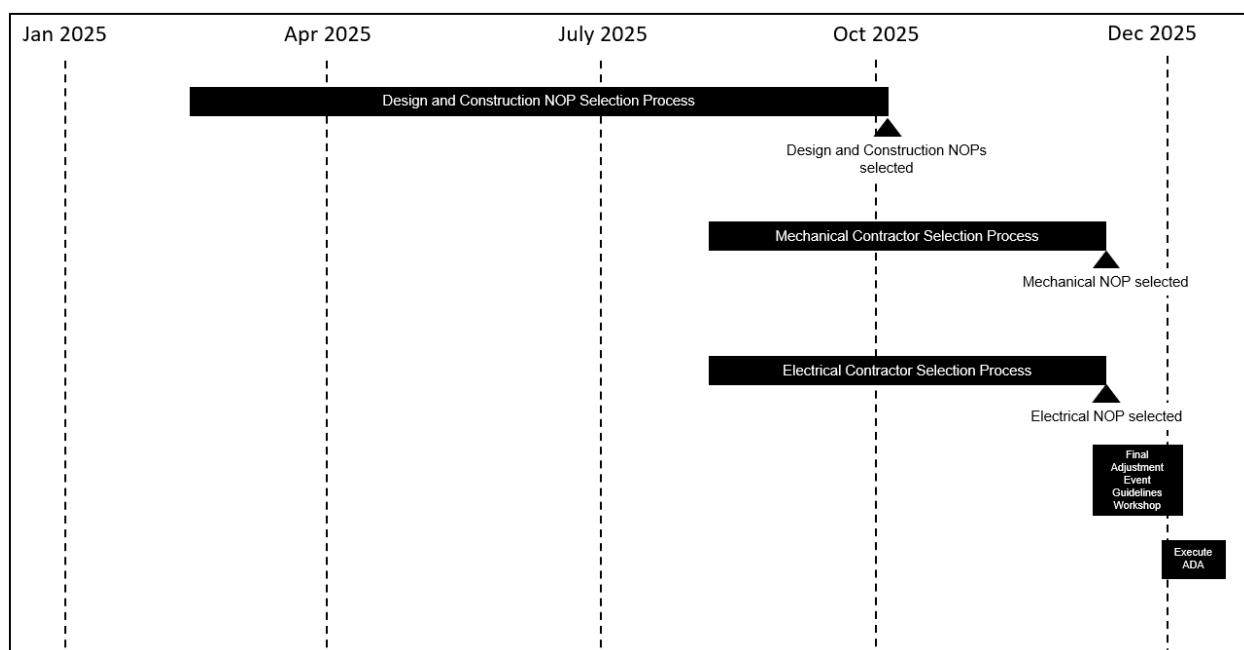 Jan 2025
Apr 2025
July 2025
Oct 2025
Dec 2025
Design and Construction NOP Selection Process
Design and Construction NOPs
selected
Mechanical Contractor Selection Process
Mechanical NOP selected
Electrical Contractor Selection Process
Electrical NOP selected
Final
Adjustment
Event
Guidelines
Workshop
Execute
ADA